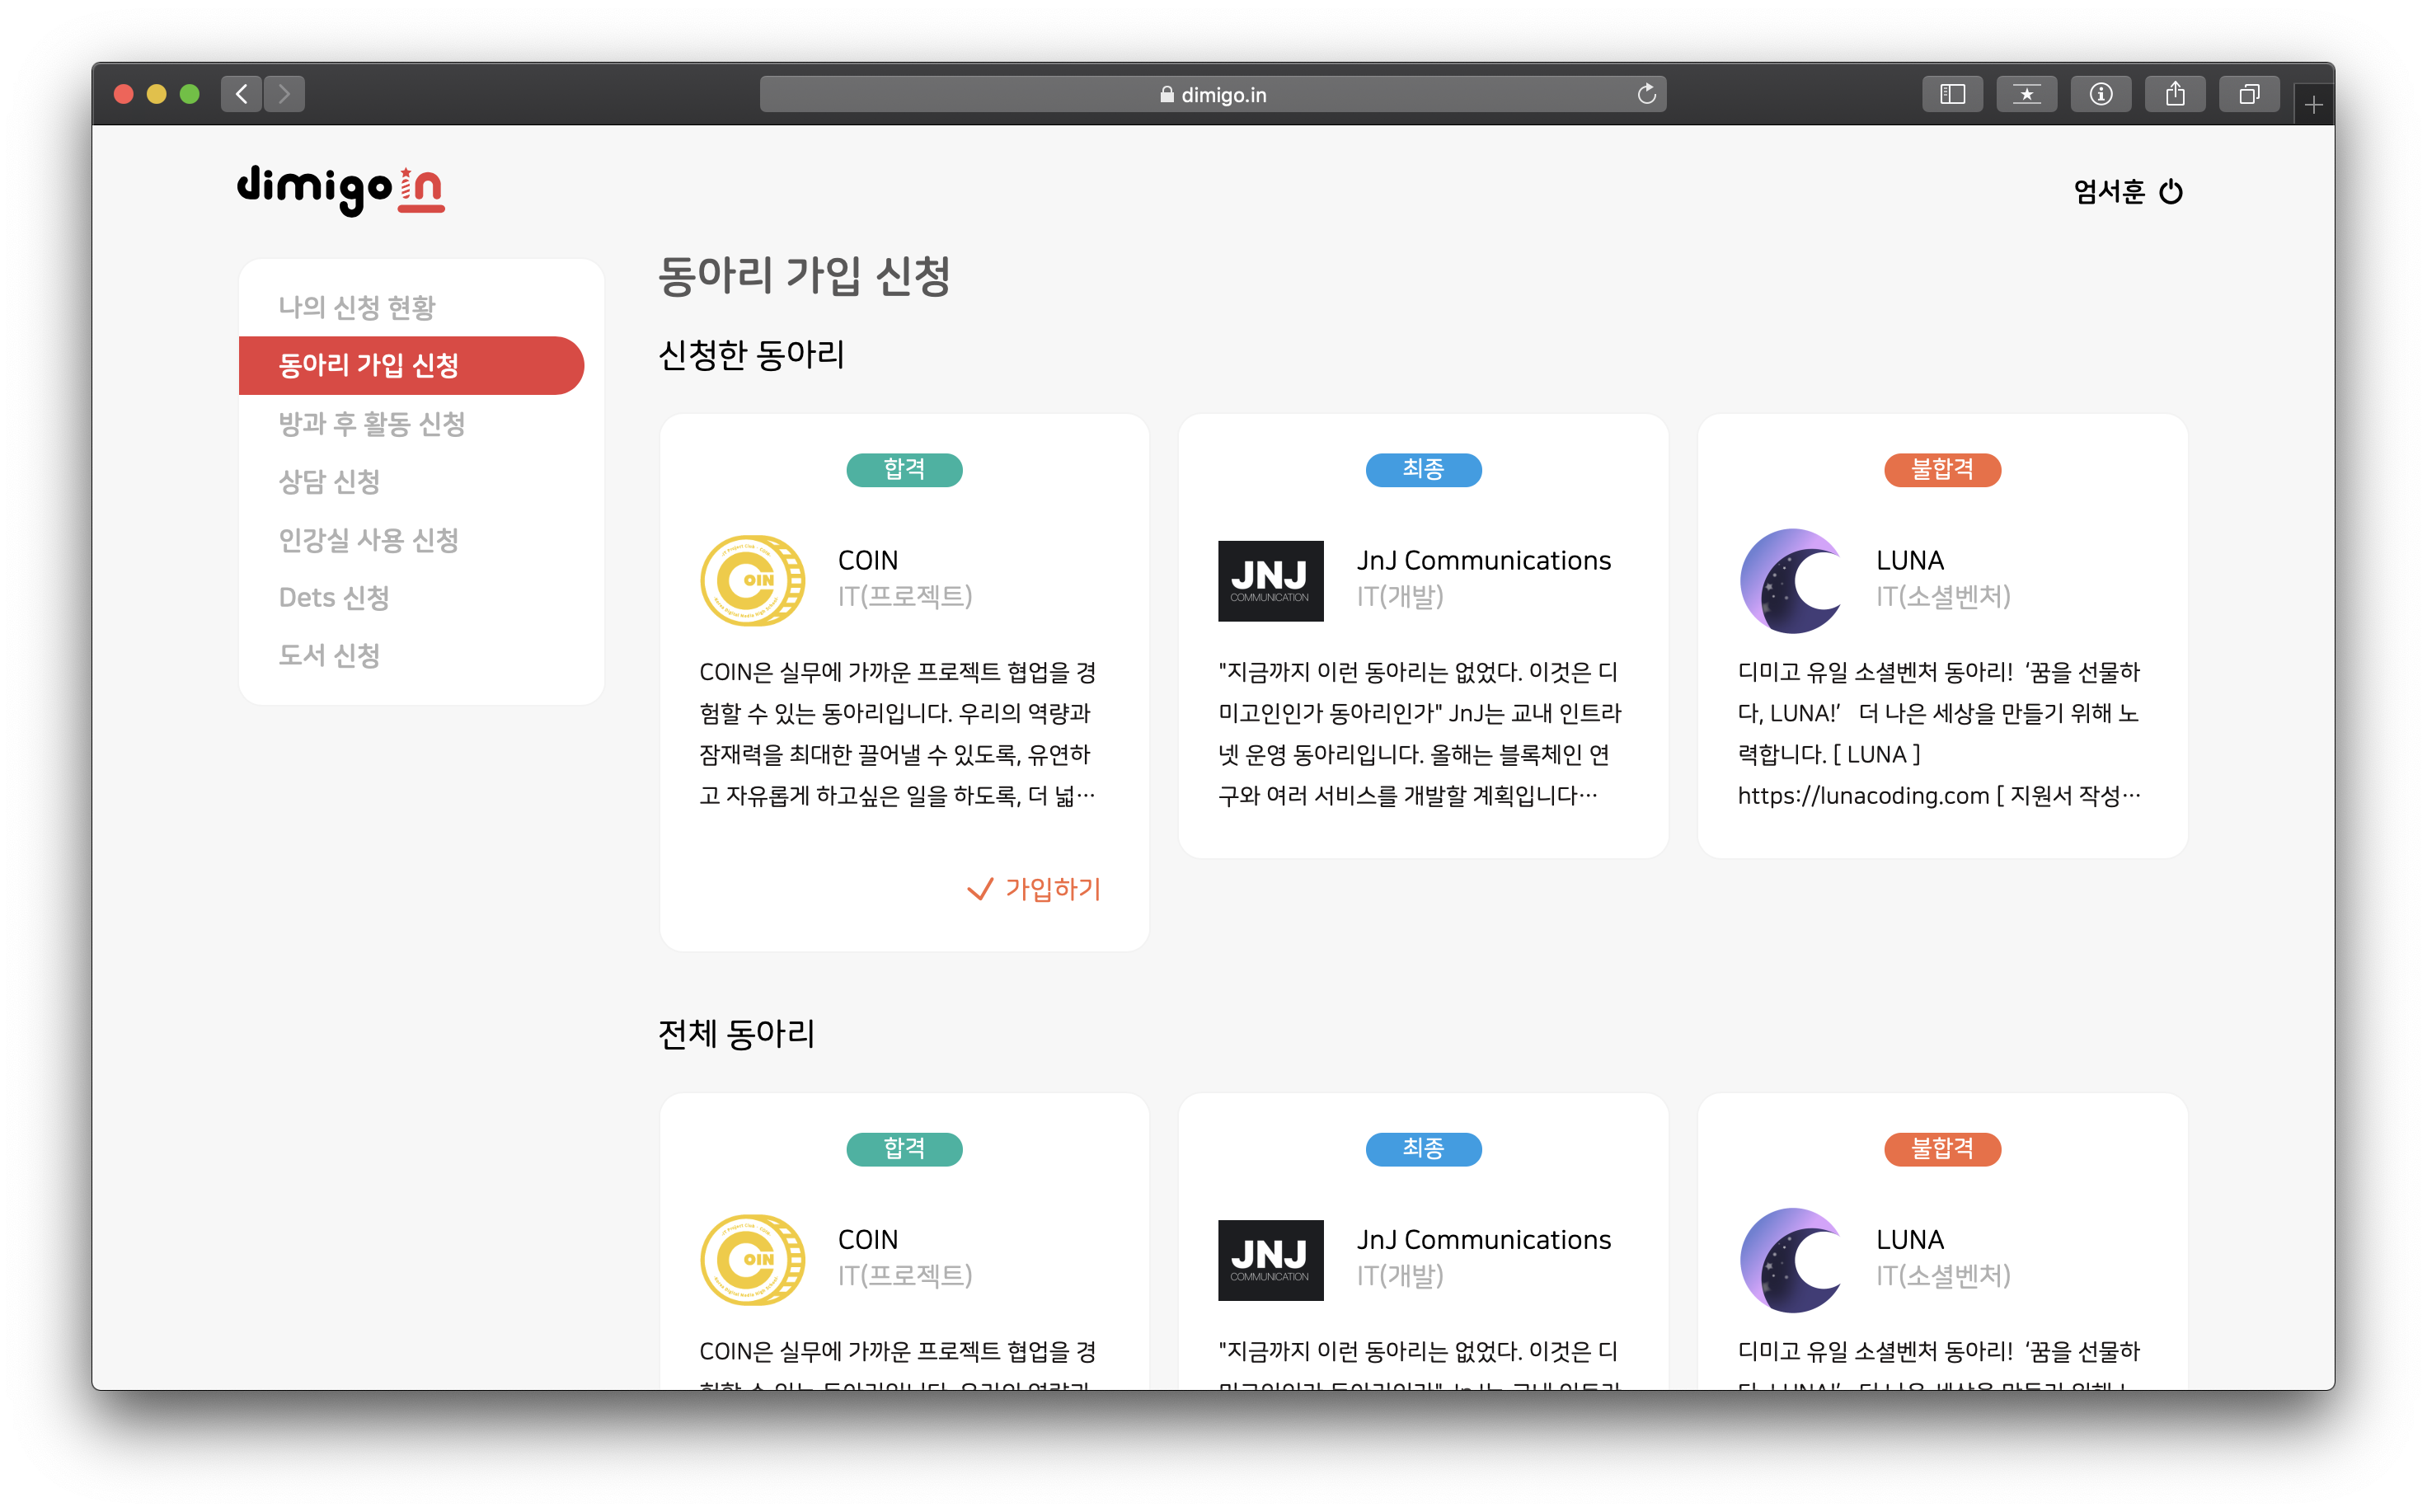 dimigo.in
dimigo in
엄서훈
나의 신청 현황
동아리 가입 신청
방과 후 활동 신청
상담 신청
인강실 사용 신청
Dets 신청
도서 신청
동아리 가입 신청
신청한 동아리
합격
COIN
COIN
IT(프로젝트)
COIN은 실무에 가까운 프로젝트 협업을 경
험할 수 있는 동아리입니다. 우리의 역량과
잠재력을 최대한 끌어낼 수 있도록, 유연하
고 자유롭게 하고싶은 일을 하도록, 더 넓…
가입하기
최종
JNJ
COMMUNICATION
JnJ Communications
IT(개발)
"지금까지 이런 동아리는 없었다. 이것은 디
미고인인가 동아리인가" JnJ는 교내 인트라
넷 운영 동아리입니다. 올해는 블록체인 연
구와 여러 서비스를 개발할 계획입니다…
불합격
LUNA
IT(소셜벤처)
디미고 유일 소셜벤처 동아리! ‘꿈을 선물하
다, LUNA!’ 더 나은 세상을 만들기 위해 노
력합니다. [ LUNA ]
https://lunacoding.com [ 지원서 작성…
전체 동아리
합격
COIN
COIN
IT(프로젝트)
COIN은 실무에 가까운 프로젝트 협업을 경
최종
JNJ
COMMUNICATION
JnJ Communications
IT(개발)
"지금까지 이런 동아리는 없었다. 이것은 디
불합격
LUNA
IT(소셜벤처)
디미고 유일 소셜벤처 동아리! ‘꿈을 선물하